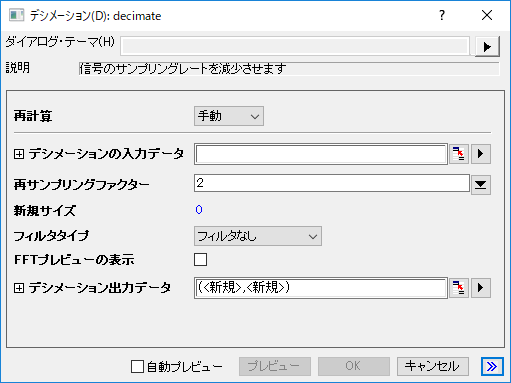 デシメーション(D): decimate
ダイアログ・テーマ(H)
説明 信号のサンプリングレートを減少させます
再計算 手動
デシメーションの入力データ
再サンプリングファクター 2
新規サイズ 0
フィルタタイプ フィルタなし
FFTプレビューの表示
デシメーション出力データ (<新規>,<新規>)
自動プレビュー プレビュー OK キャンセル